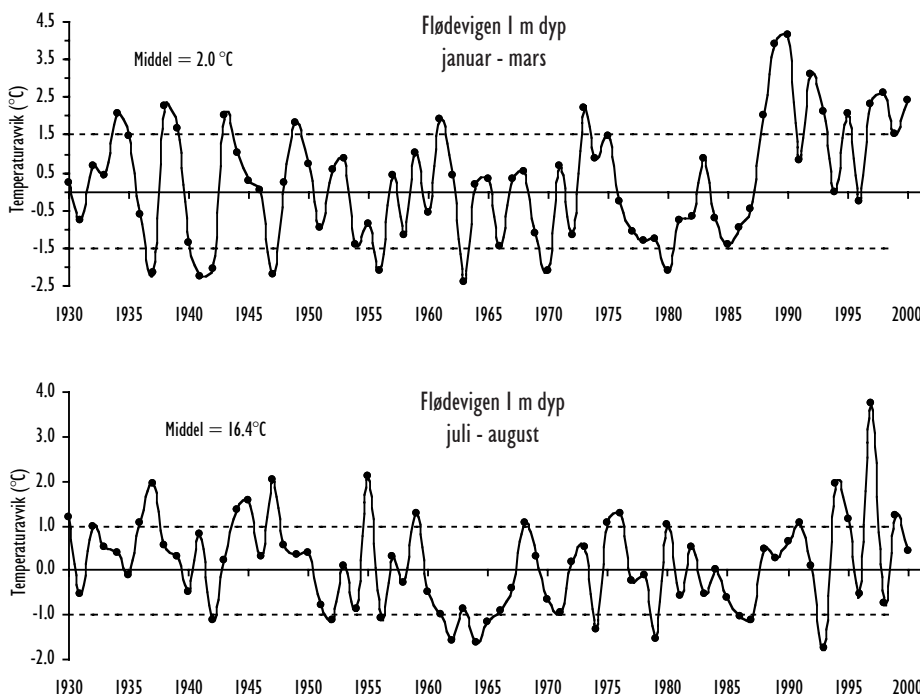 Flødevigen 1 m dyp
januar - mars
Middel = 2.0 °C
Temperaturavvik (°C)
4.5
3.5
2.5
1.5
0.5
-0.5
-1.5
-2.5
1930 1935 1940 1945 1950 1955 1960 1965 1970 1975 1980 1985 1990 1995 2000
Flødevigen 1 m dyp
juli - august
Middel = 16.4°C
Temperaturavvik (°C)
4.0
3.0
2.0
1.0
0.0
-1.0
-2.0
1930 1935 1940 1945 1950 1955 1960 1965 1970 1975 1980 1985 1990 1995 2000